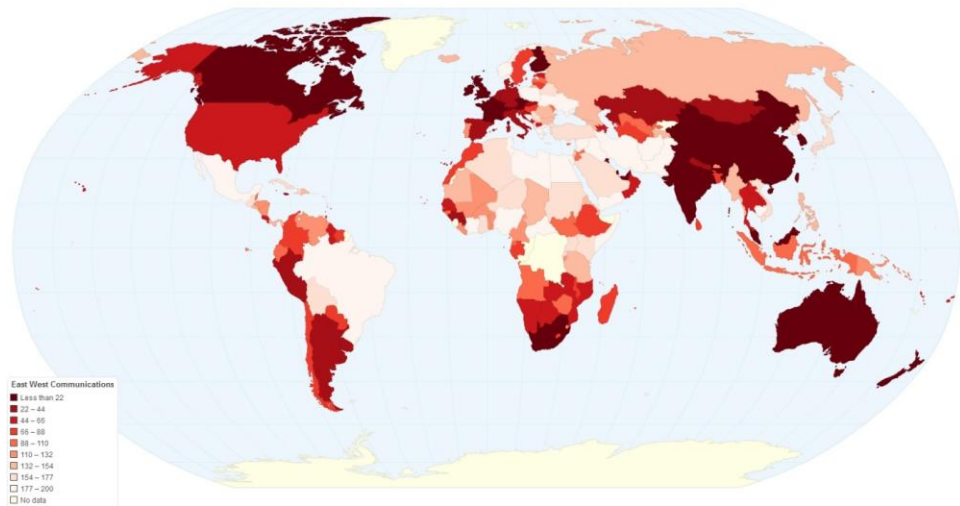 East West Communications
Less than 22
22 – 44
44 – 66
66 – 88
88 – 110
110 – 132
132 – 154
154 – 177
177 – 200
No data